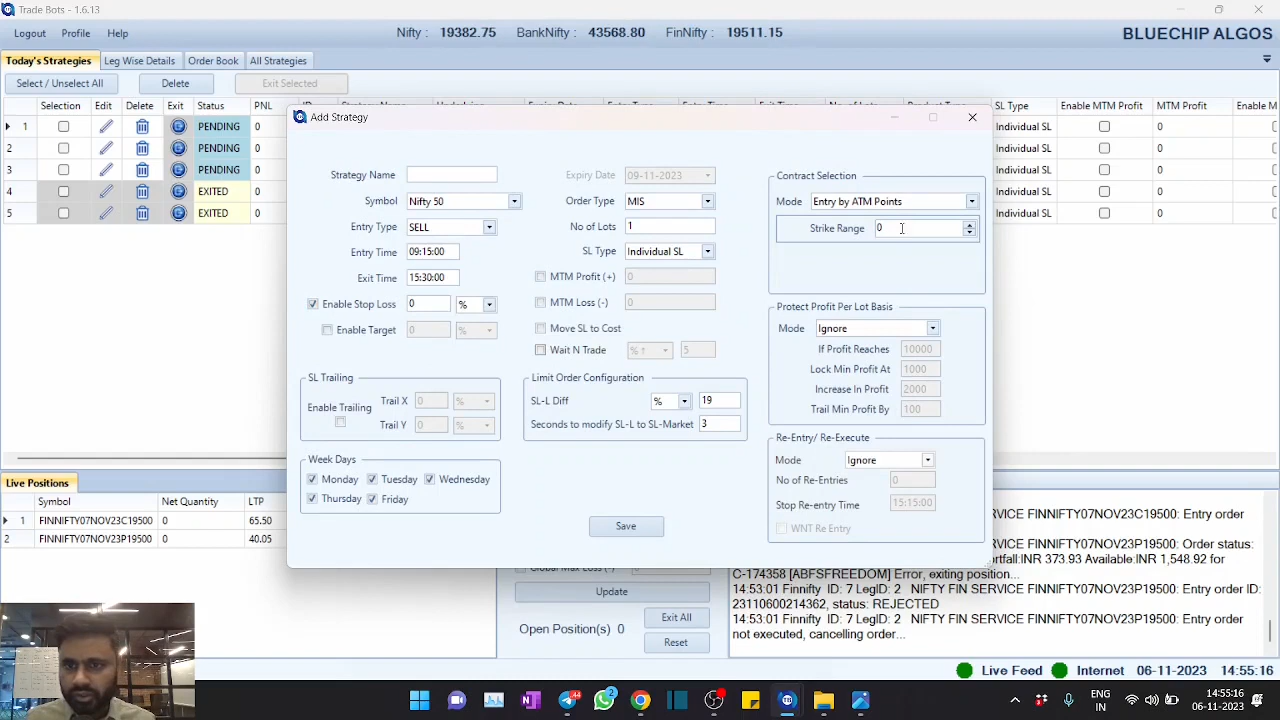 Trade Bots - 1.6.13
Logout Profile Help Nifty : 19382.75 BankNifty : 43568.80 FinNifty : 19511.15 BLUECHIP ALGOS
Today's Strategies Leg Wise Details Order Book All Strategies
Select / Unselect All Delete Exit Selected
Selection Edit Delete Exit Status PNL SL Type Enable MTM Profit MTM Profit
1 PENDING 0 Individual SL 0
2 PENDING 0 Individual SL 0
3 PENDING 0 Individual SL 0
4 EXITED 0 Individual SL 0
5 EXITED 0 Individual SL 0
Add Strategy
Strategy Name
Symbol Nifty 50
Entry Type SELL
Entry Time 09:15:00
Exit Time 15:30:00
Enable Stop Loss 0 %
Enable Target 0 %
SL Trailing
Enable Trailing
Trail X 0 %
Trail Y 0 %
Week Days
Monday Tuesday Wednesday
Thursday Friday
Expiry Date 09-11-2023
Order Type MIS
No of Lots 1
SL Type Individual SL
MTM Profit (+) 0
MTM Loss (-) 0
Move SL to Cost
Wait N Trade % ↑ 5
Limit Order Configuration
SL-L Diff % 19
Seconds to modify SL-L to SL-Market 3
Save
Contract Selection
Mode Entry by ATM Points
Strike Range 0
Protect Profit Per Lot Basis
Mode Ignore
If Profit Reaches 10000
Lock Min Profit At 1000
Increase In Profit 2000
Trail Min Profit By 100
Re-Entry/ Re-Execute
Mode Ignore
No of Re-Entries 0
Stop Re-entry Time 15:15:00
WNT Re Entry
Live Positions
Symbol Net Quantity LTP
1 FINNIFTY07NOV23C19500 0 65.50
2 FINNIFTY07NOV23P19500 0 40.05
Update
Open Position(s) 0
Exit All
Reset
VICE FINNIFTY07NOV23C19500: Entry order
VICE FINNIFTY07NOV23P19500: Order status:
rtfall:INR 373.93 Available:INR 1,548.92 for
C-174358 [ABFSFREEDOM] Error, exiting position...
14:53:01 Finnifty ID: 7 LegID: 2 NIFTY FIN SERVICE FINNIFTY07NOV23P19500: Entry order ID:
23110600214362, status: REJECTED
14:53:01 Finnifty ID: 7 LegID: 2 NIFTY FIN SERVICE FINNIFTY07NOV23P19500: Entry order
not executed, cancelling order...
Live Feed Internet 06-11-2023 14:55:16
44 2 ENG IN 14:55:16 06-11-2023